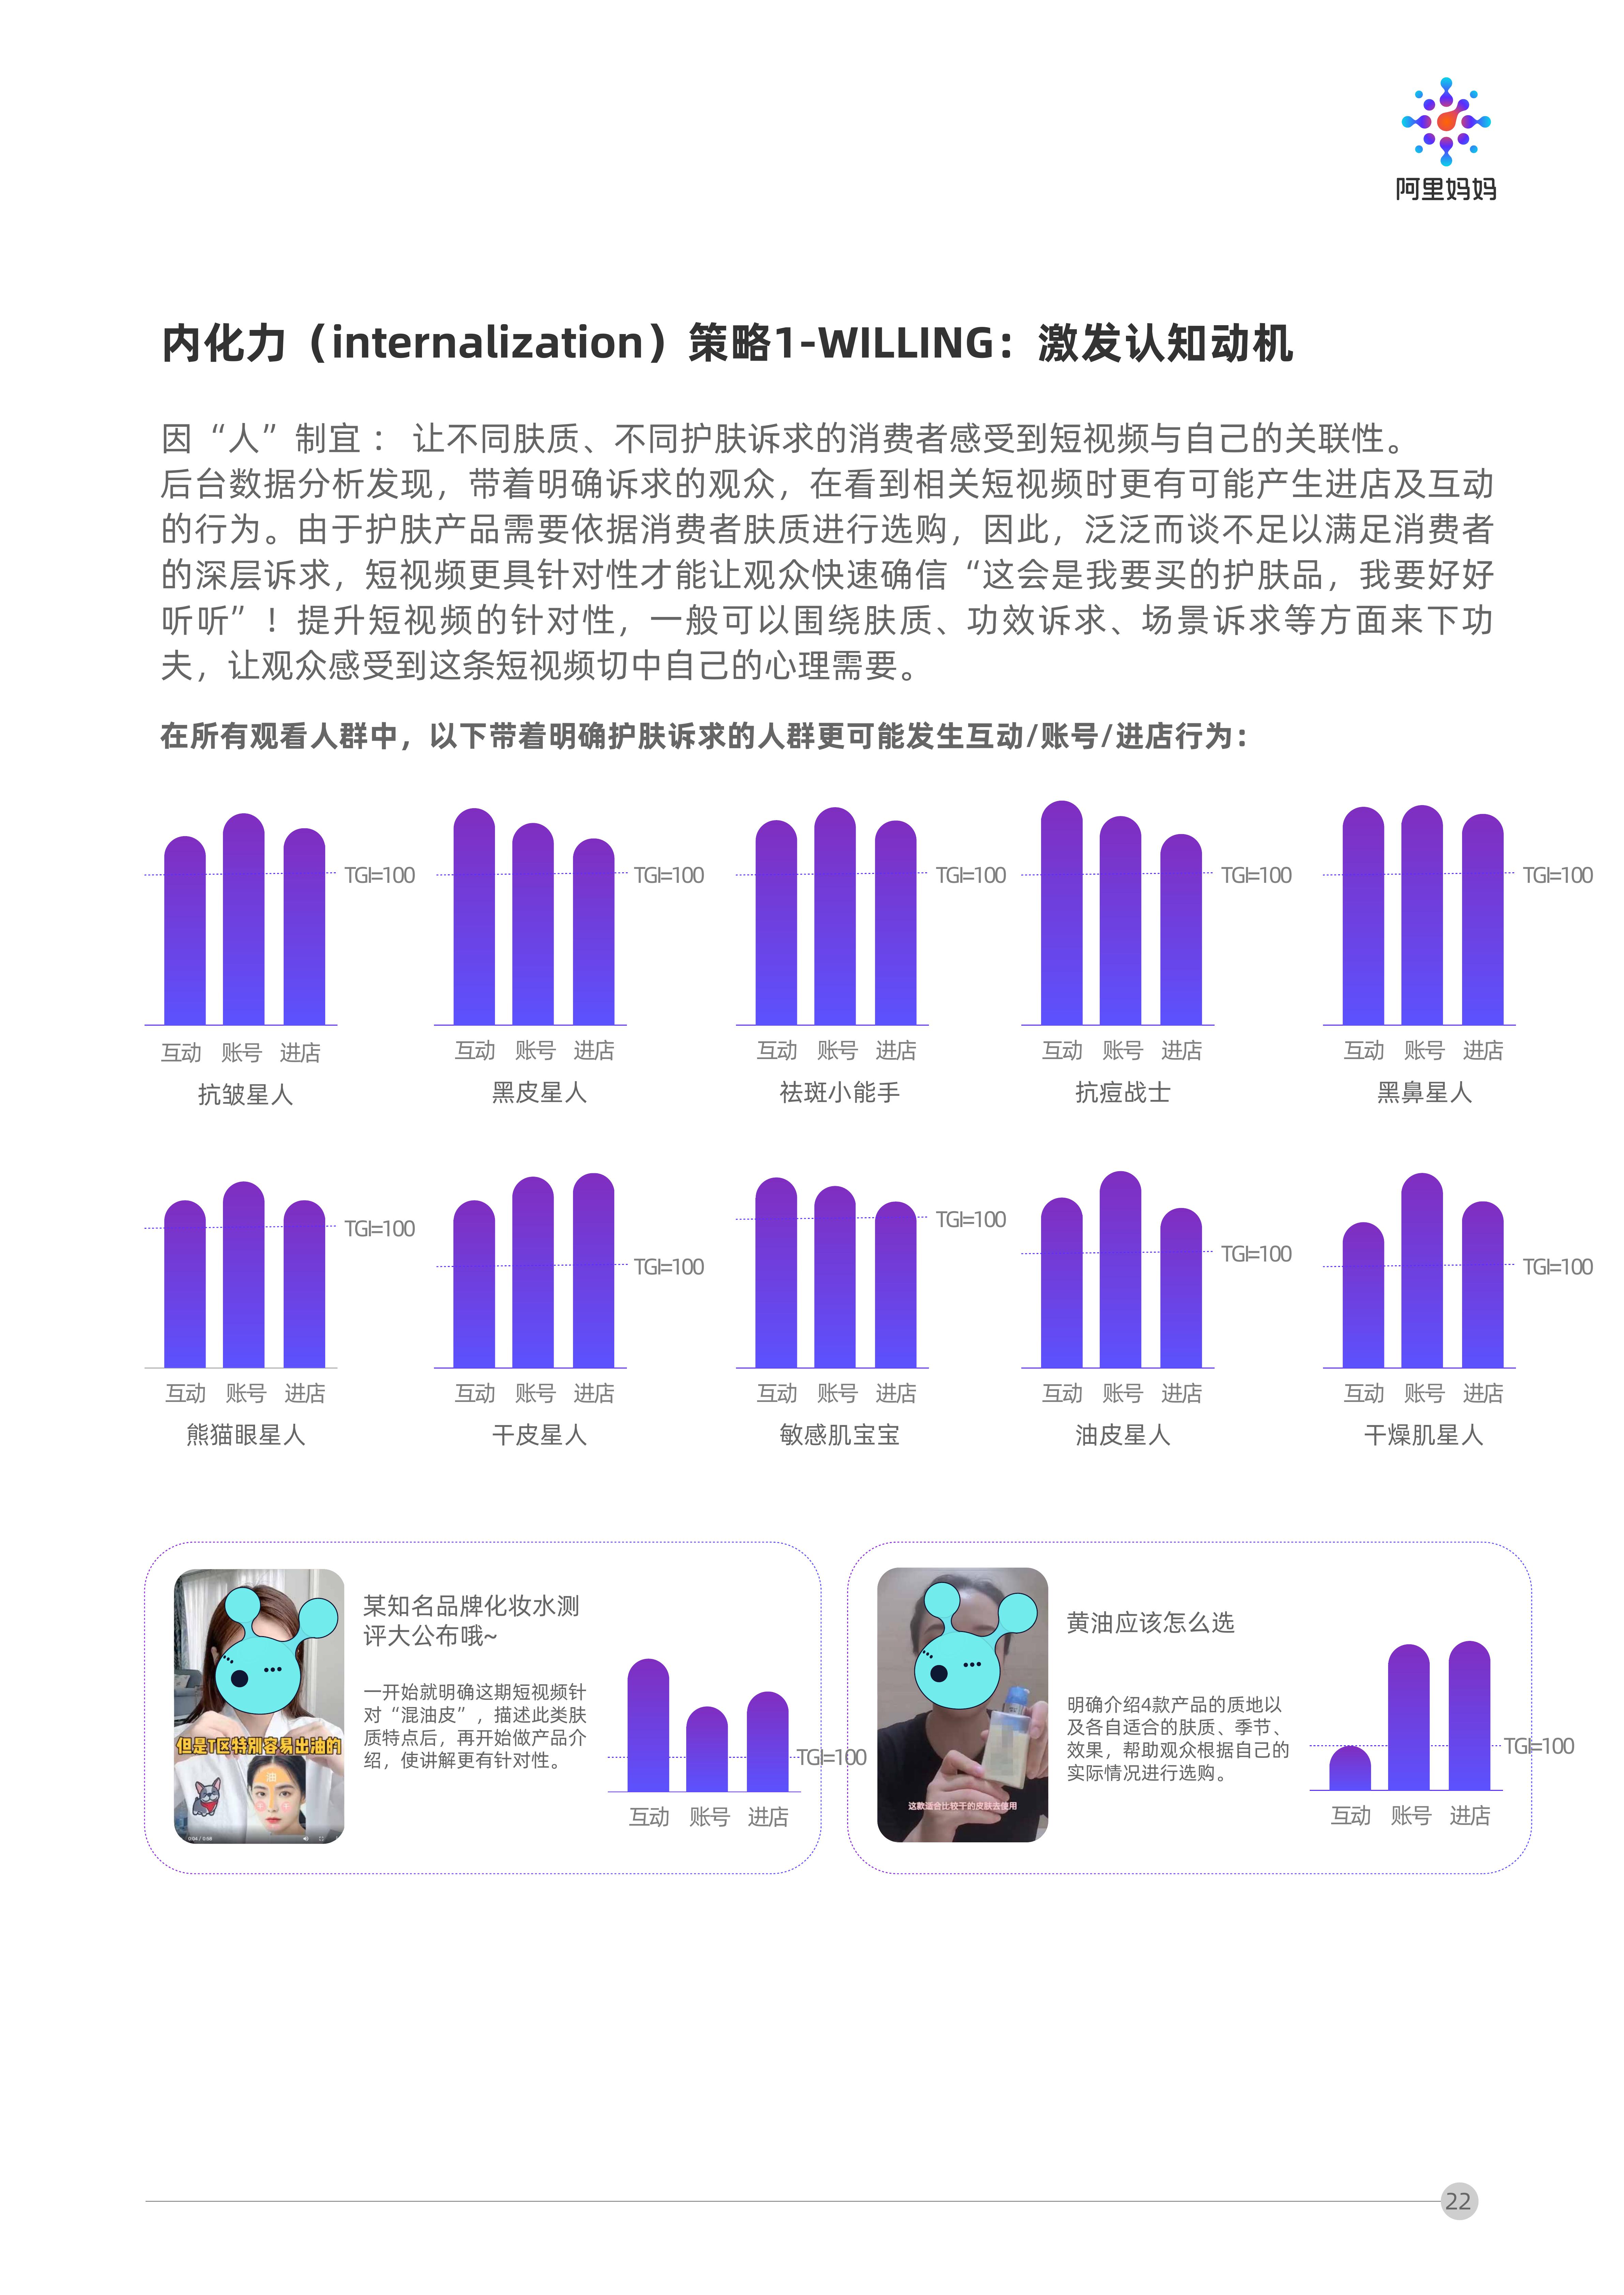 阿里妈妈
内化力（internalization）策略1-WILLING：激发认知动机
因“人”制宜： 让不同肤质、不同护肤诉求的消费者感受到短视频与自己的关联性。
后台数据分析发现，带着明确诉求的观众，在看到相关短视频时更有可能产生进店及互动
的行为。由于护肤产品需要依据消费者肤质进行选购，因此，泛泛而谈不足以满足消费者
的深层诉求，短视频更具针对性才能让观众快速确信“这会是我要买的护肤品，我要好好
听听”！提升短视频的针对性，一般可以围绕肤质、功效诉求、场景诉求等方面来下功
夫，让观众感受到这条短视频切中自己的心理需要。
在所有观看人群中，以下带着明确护肤诉求的人群更可能发生互动/账号/进店行为：
TGI=100
TGI=100
TGI=100
TGI=100
TGI=100
互动 账号 进店
互动 账号 进店
互动 账号 进店
互动 账号 进店
互动 账号 进店
抗皱星人
黑皮星人
祛斑小能手
抗痘战士
黑鼻星人
TGI=100
TGI=100
TGI=100
TGI=100
TGI=100
互动 账号 进店
互动 账号 进店
互动 账号 进店
互动 账号 进店
互动 账号 进店
熊猫眼星人
干皮星人
敏感肌宝宝
油皮星人
干燥肌星人
某知名品牌化妆水测
评大公布哦~
一开始就明确这期短视频针
对“混油皮”，描述此类肤
质特点后，再开始做产品介
绍，使讲解更有针对性。
但是T区特别容易出油的
油
0:04 / 0:58
TGI=100
互动 账号 进店
黄油应该怎么选
明确介绍4款产品的质地以
及各自适合的肤质、季节、
效果，帮助观众根据自己的
实际情况进行选购。
这款适合比较干的皮肤去使用
TGI=100
互动 账号 进店
22